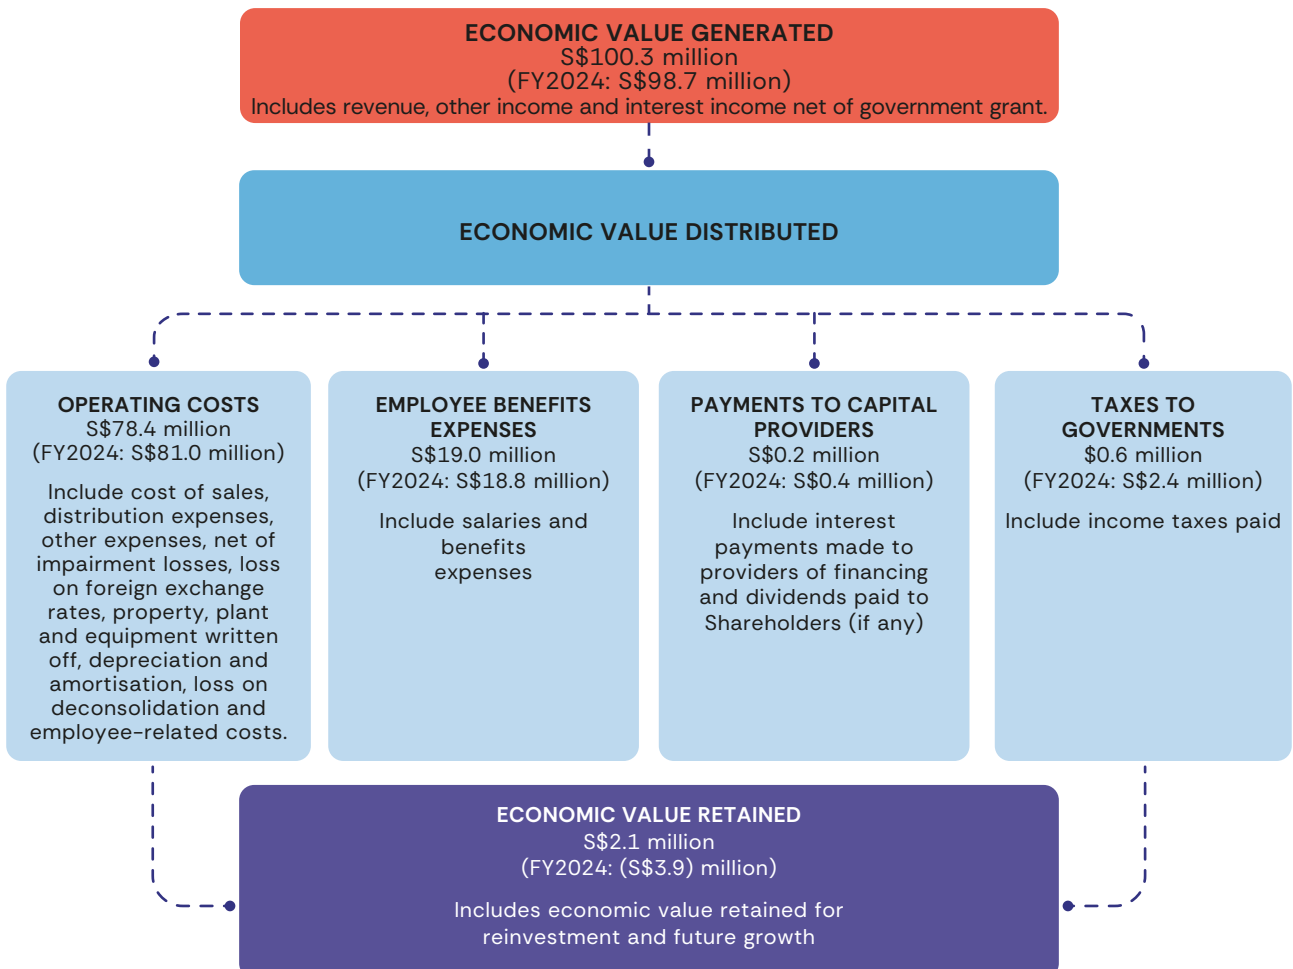 ECONOMIC VALUE GENERATED
S$100.3 million
(FY2024: S$98.7 million)
Includes revenue, other income and interest income net of government grant.
ECONOMIC VALUE DISTRIBUTED
OPERATING COSTS
S$78.4 million
(FY2024: S$81.0 million)
Include cost of sales,
distribution expenses,
other expenses, net of
impairment losses, loss
on foreign exchange
rates, property, plant
and equipment written
off, depreciation and
amortisation, loss on
deconsolidation and
employee-related costs.
EMPLOYEE BENEFITS
EXPENSES
S$19.0 million
(FY2024: S$18.8 million)
Include salaries and
benefits
expenses
PAYMENTS TO CAPITAL
PROVIDERS
S$0.2 million
(FY2024: S$0.4 million)
Include interest
payments made to
providers of financing
and dividends paid to
Shareholders (if any)
TAXES TO
GOVERNMENTS
$0.6 million
(FY2024: S$2.4 million)
Include income taxes paid
ECONOMIC VALUE RETAINED
S$2.1 million
(FY2024: (S$3.9) million)
Includes economic value retained for
reinvestment and future growth